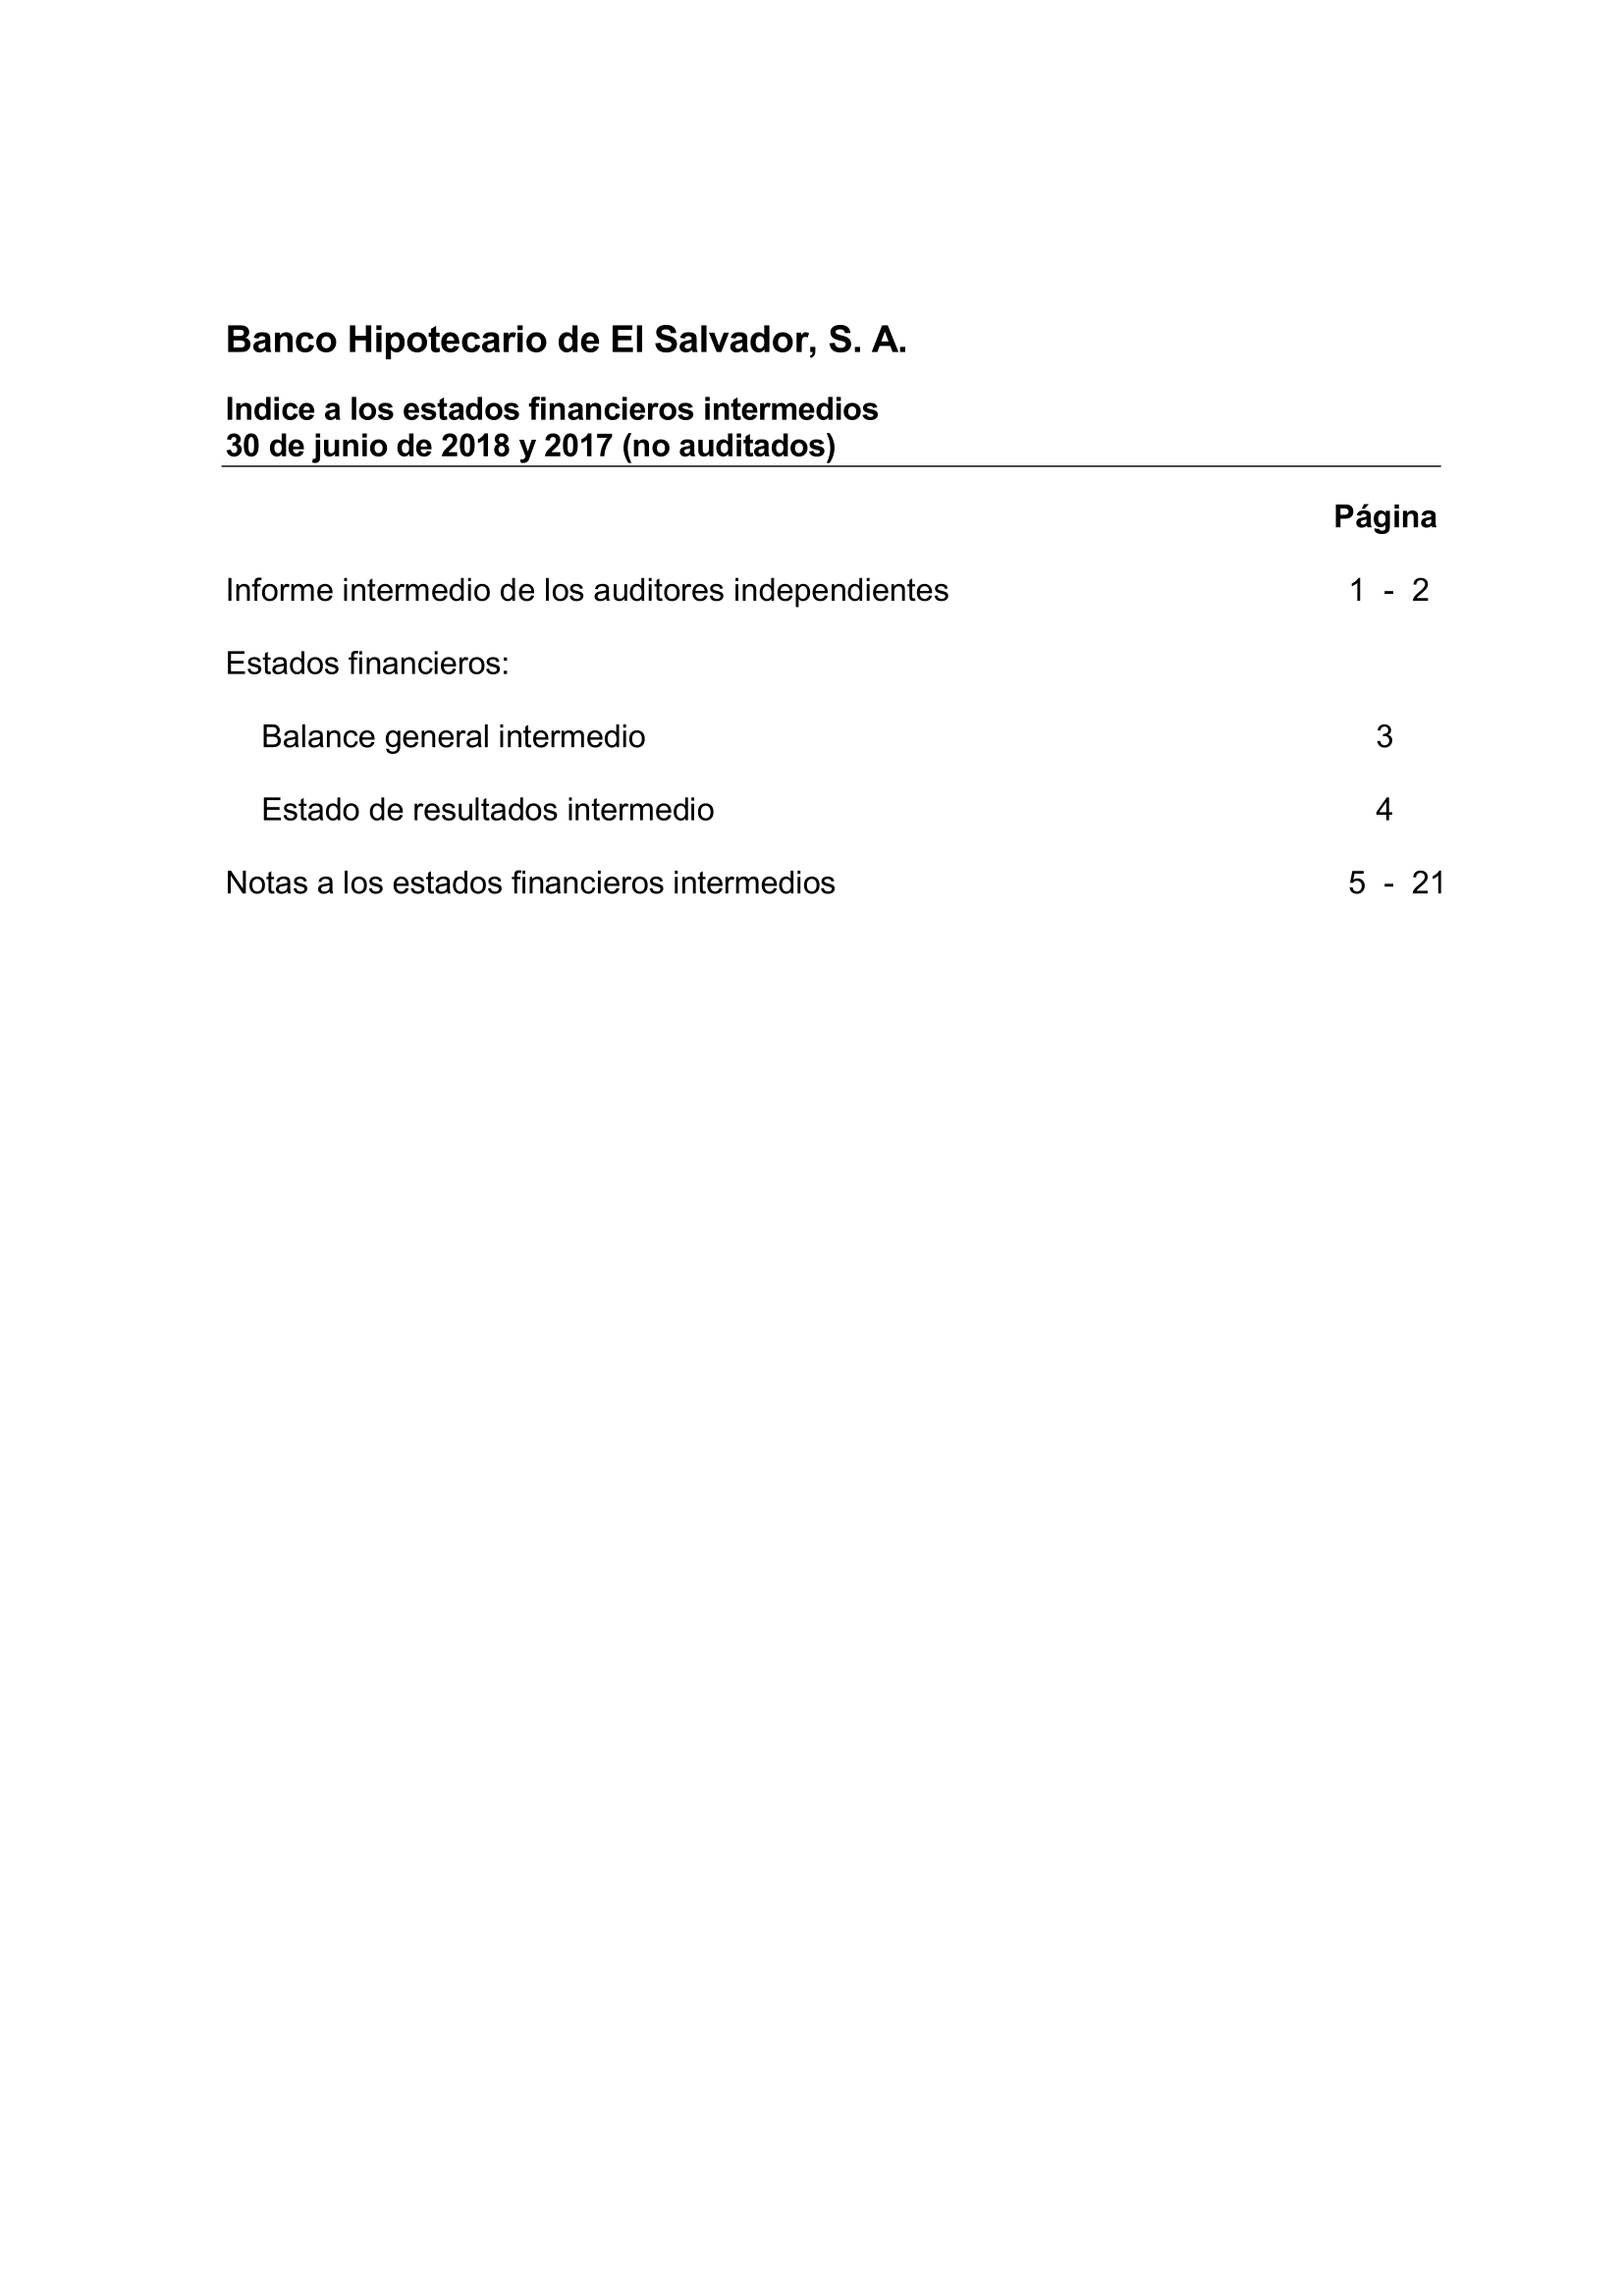 Banco Hipotecario de El Salvador, S. A.
Indice a los estados financieros intermedios
30 de junio de 2018 y 2017 (no auditados)
Página
Informe intermedio de los auditores independientes 1 - 2
Estados financieros:
Balance general intermedio 3
Estado de resultados intermedio 4
Notas a los estados financieros intermedios 5 - 21